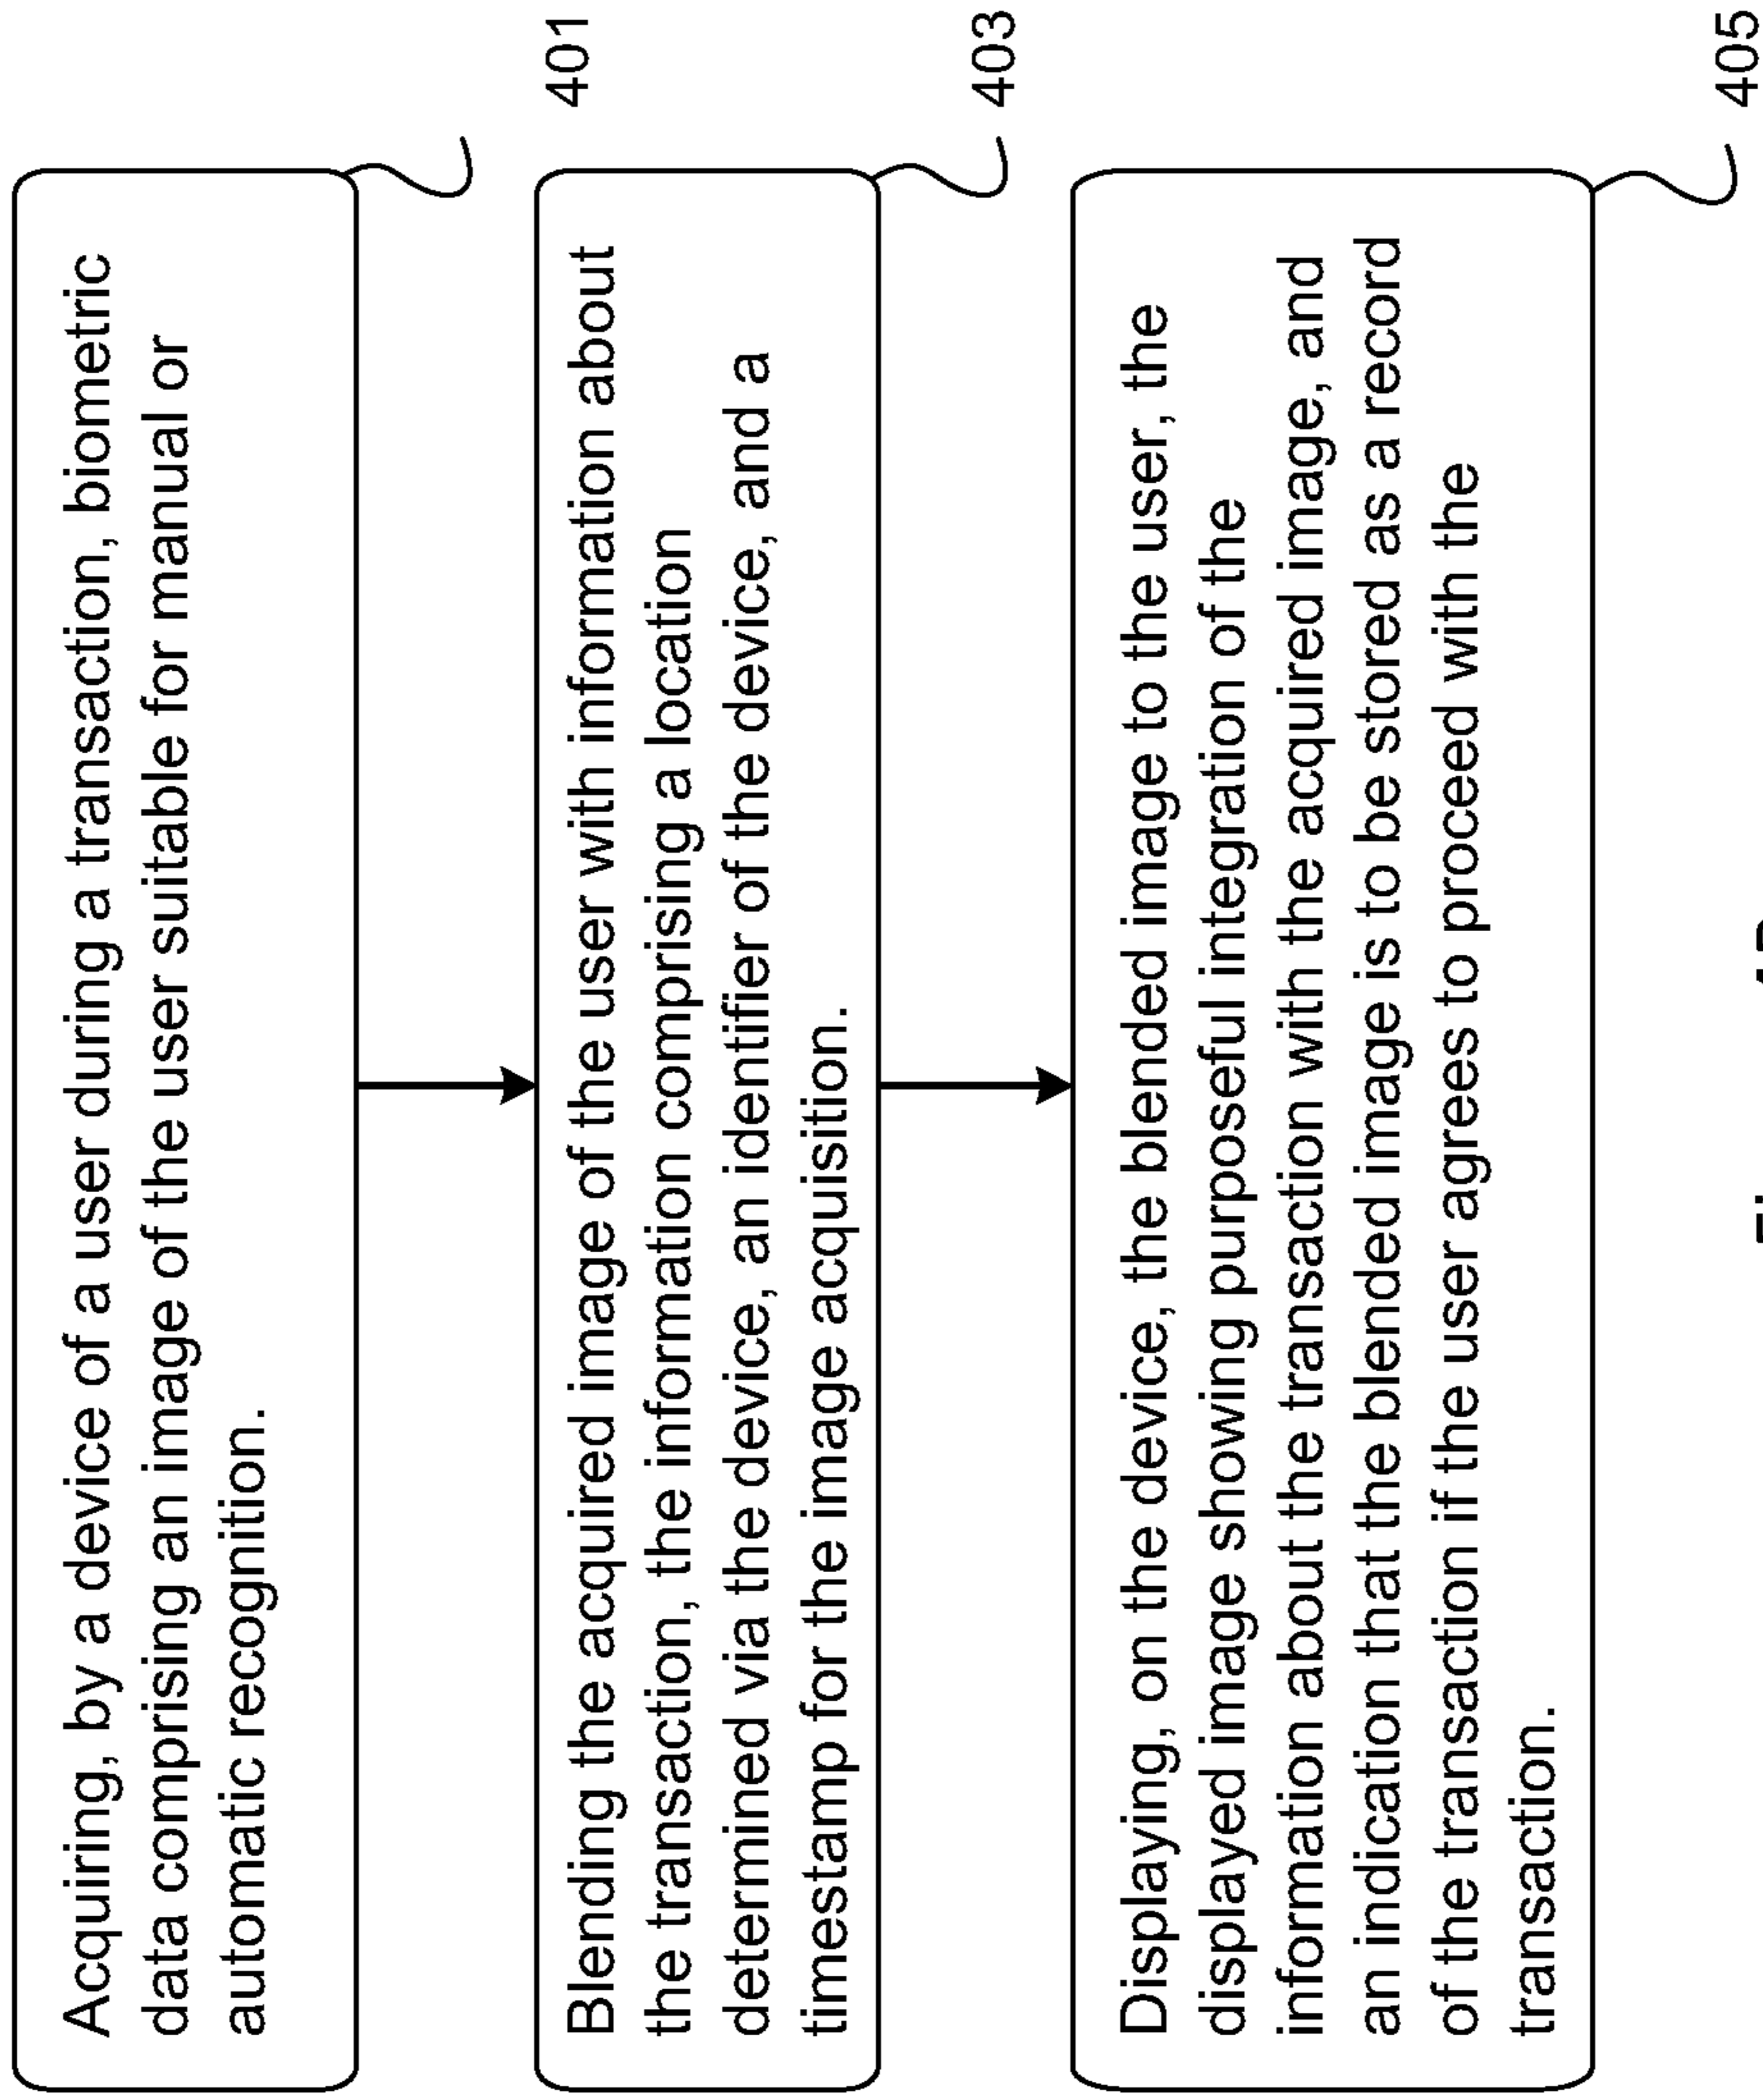 Acquiring, by a device of a user during a transaction, biometric
data comprising an image of the user suitable for manual or
automatic recognition.
401
Blending the acquired image of the user with information about
the transaction, the information comprising a location
determined via the device, an identifier of the device, and a
timestamp for the image acquisition.
403
Displaying, on the device, the blended image to the user, the
displayed image showing purposeful integration of the
information about the transaction with the acquired image, and
an indication that the blended image is to be stored as a record
of the transaction if the user agrees to proceed with the
transaction.
405